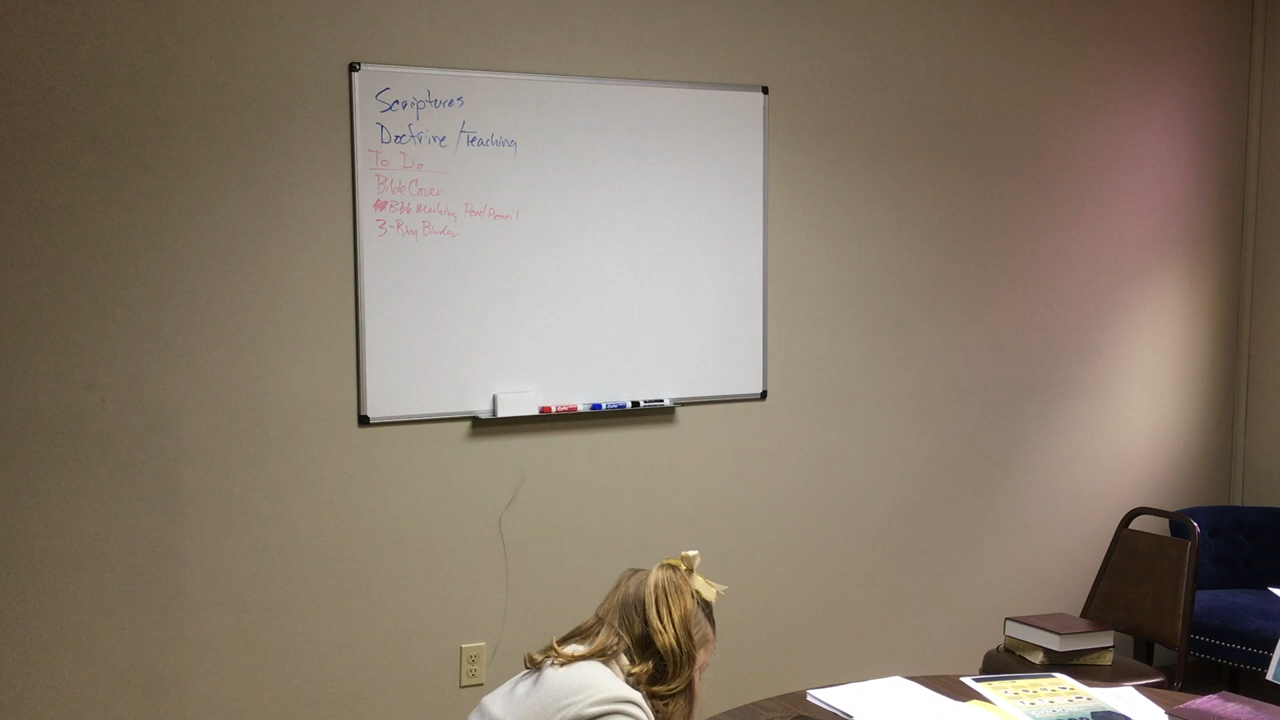 Scriptures
Doctrine/Teaching
To Do
Bible Cover
Bible Marking Pen/Pencil
3-Ring Binder